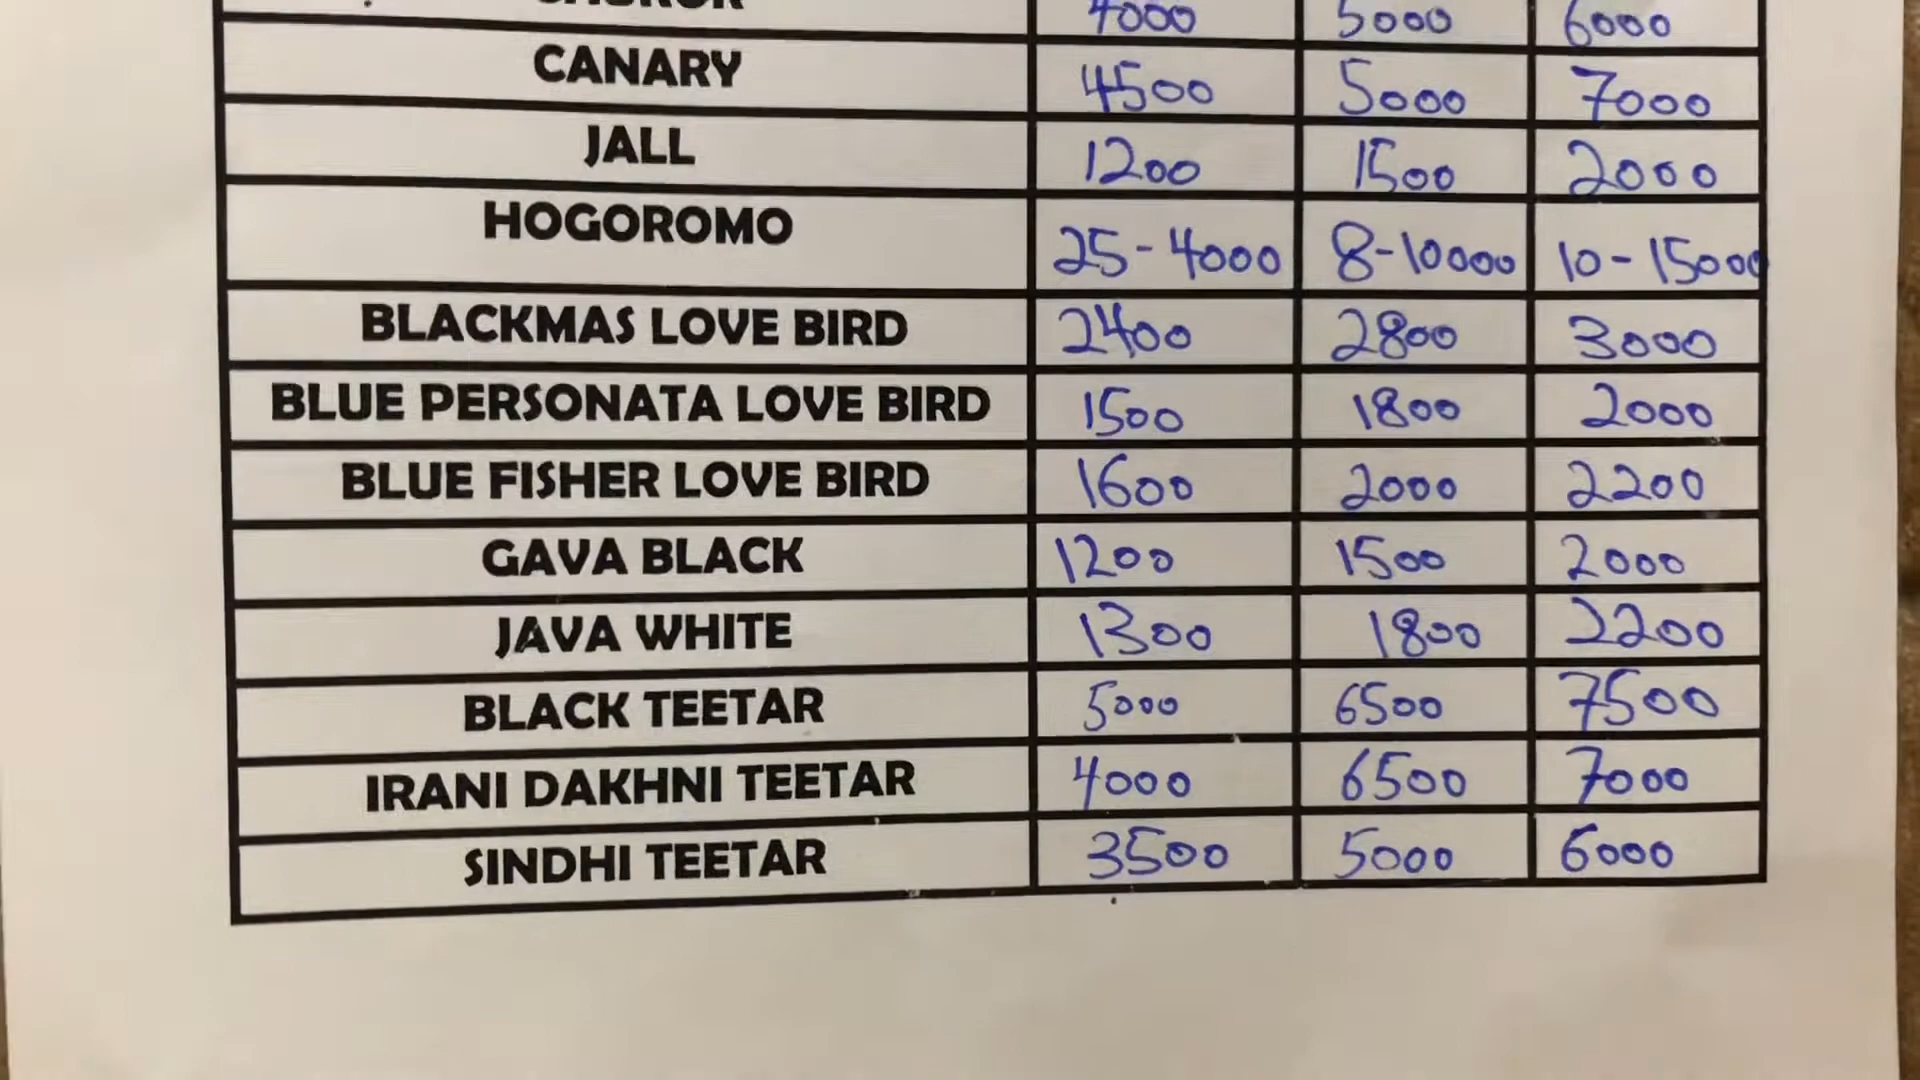 4000 5000 6000
CANARY 4500 5000 7000
JALL 1200 1500 2000
HOGOROMO 25-4000 8-10000 10-15000
BLACKMAS LOVE BIRD 2400 2800 3000
BLUE PERSONATA LOVE BIRD 1500 1800 2000
BLUE FISHER LOVE BIRD 1600 2000 2200
GAVA BLACK 1200 1500 2000
JAVA WHITE 1300 1800 2200
BLACK TEETAR 5000 6500 7500
IRANI DAKHNI TEETAR 4000 6500 7000
SINDHI TEETAR 3500 5000 6000